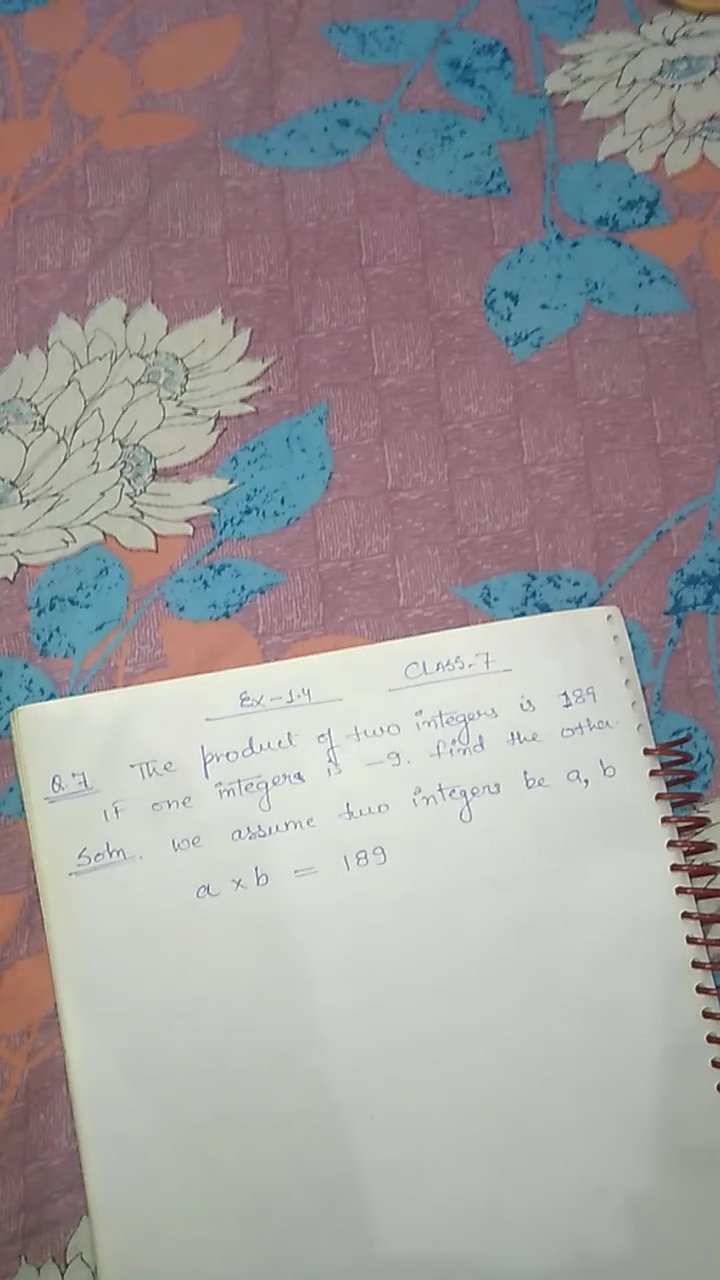 Ex-1.4 CLASS-7
Q.7 The product of two integers is 189
IF one integers is -9. find the other.
Soln. we assume two integers be a, b
a x b = 189